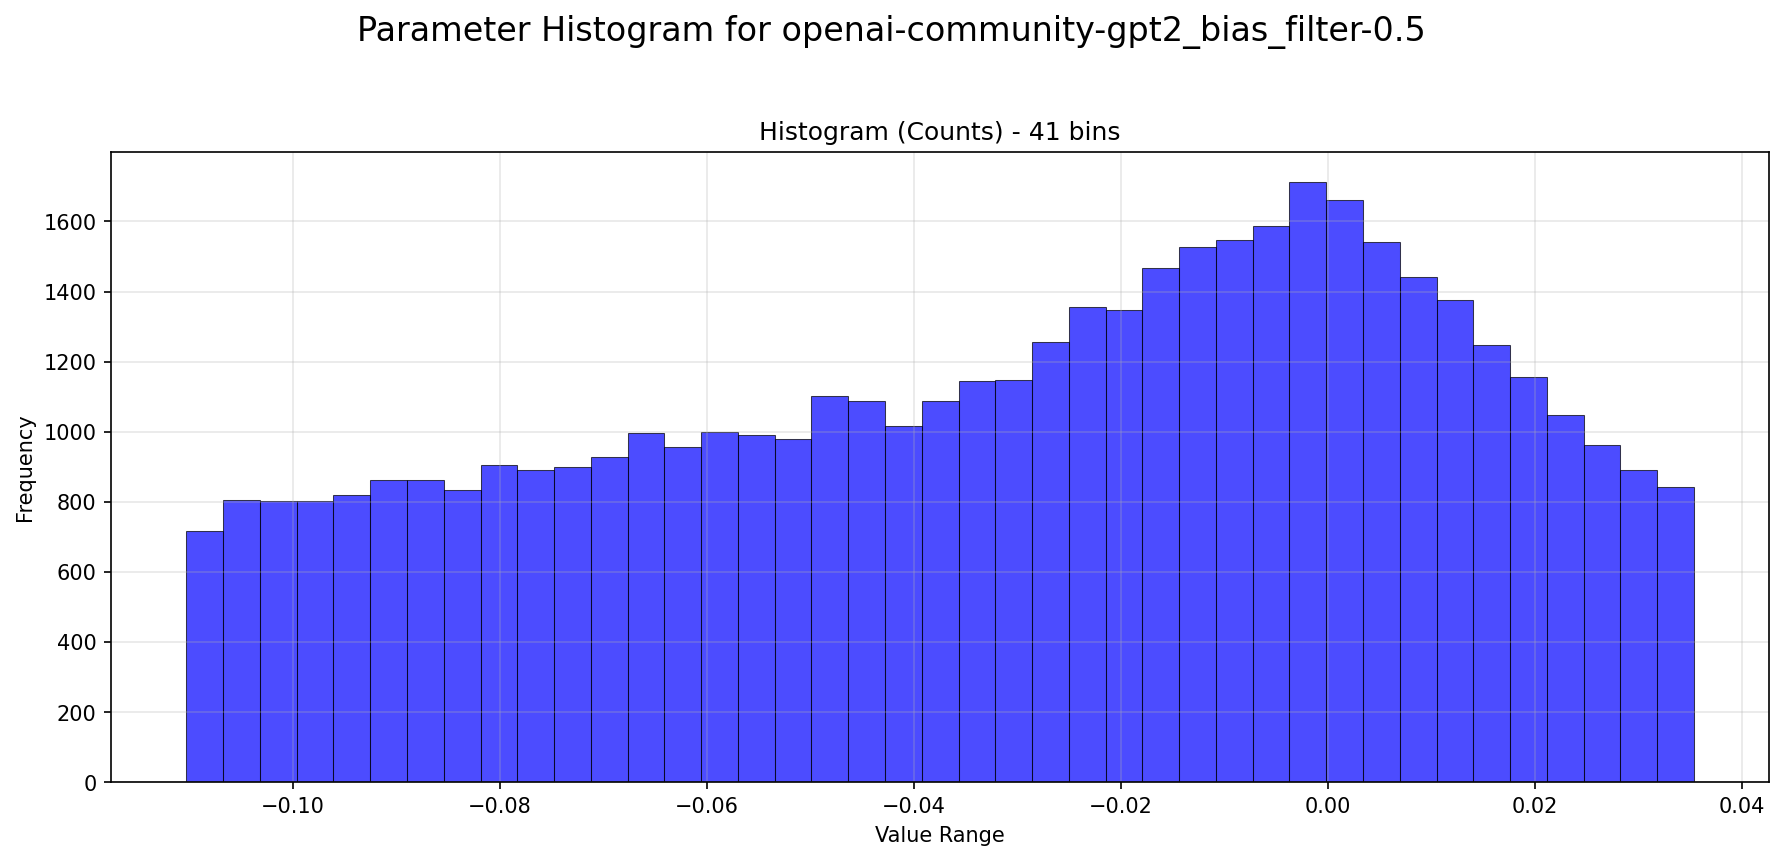 Parameter Histogram for openai-community-gpt2_bias_filter-0.5
Histogram (Counts) - 41 bins
Frequency
1600
1400
1200
1000
800
600
400
200
0
−0.10 −0.08 −0.06 −0.04 −0.02 0.00 0.02 0.04
Value Range